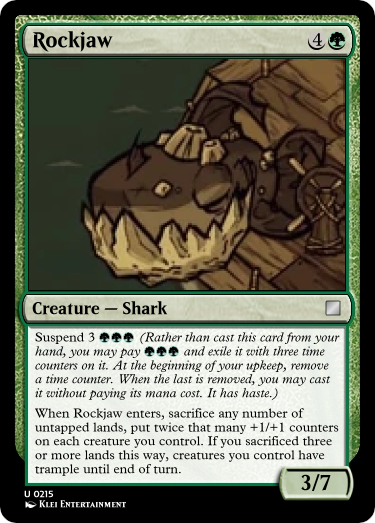 Rockjaw 4
Creature — Shark
Suspend 3 (Rather than cast this card from your
hand, you may pay and exile it with three time
counters on it. At the beginning of your upkeep, remove
a time counter. When the last is removed, you may cast
it without paying its mana cost. It has haste.)
When Rockjaw enters, sacrifice any number of
untapped lands, put twice that many +1/+1 counters
on each creature you control. If you sacrificed three
or more lands this way, creatures you control have
trample until end of turn.
3/7
U 0215
Klei Entertainment